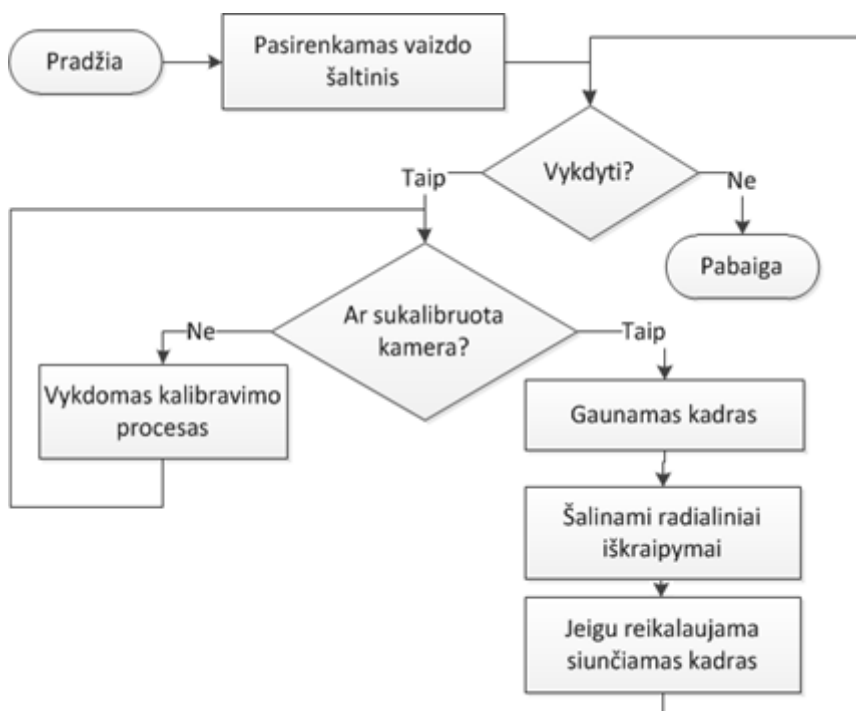 Pradžia
Pasirenkamas vaizdo
šaltinis
Vykdyti?
Taip
Ne
Pabaiga
Ar sukalibruota
kamera?
Ne
Taip
Vykdomas kalibravimo
procesas
Gaunamas kadras
Šalinami radialiniai
iškraipymai
Jeigu reikalaujama
siunčiamas kadras